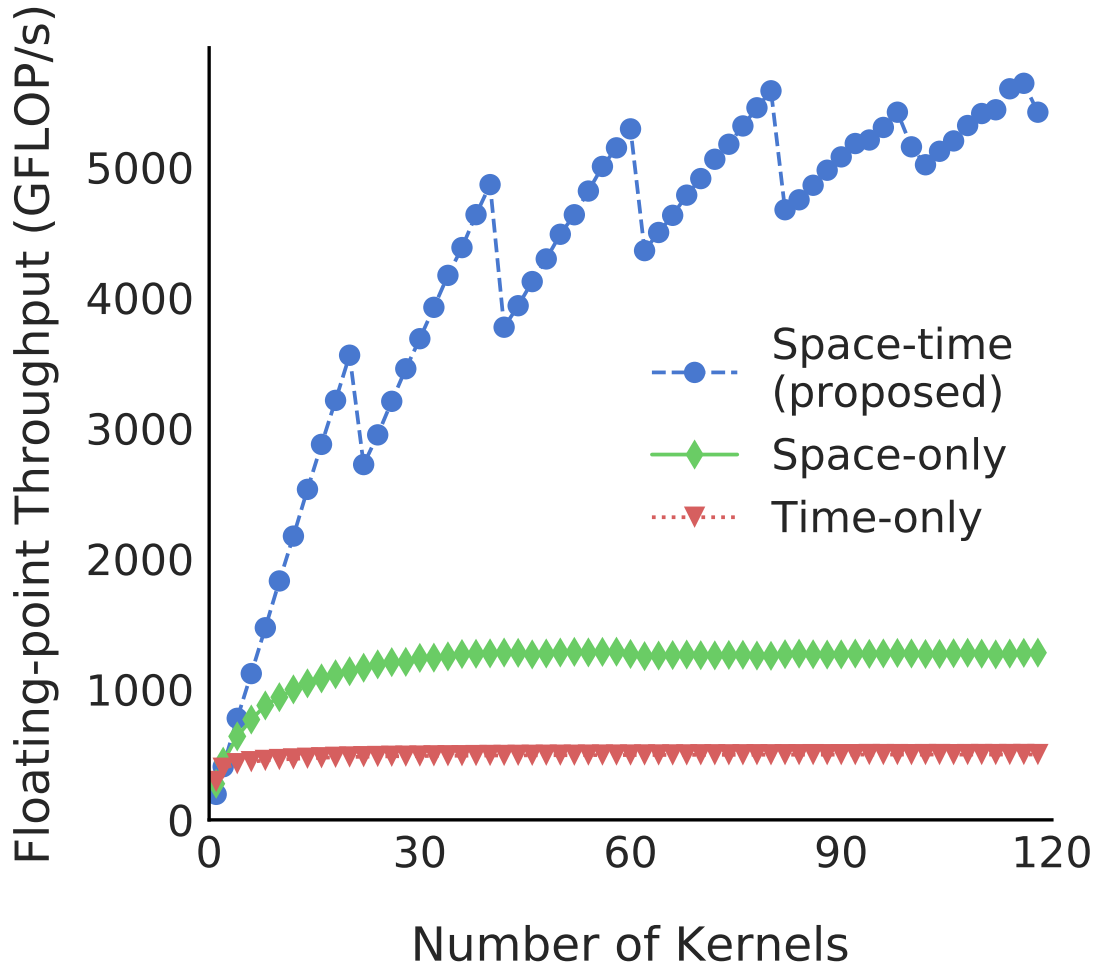 Floating-point Throughput (GFLOP/s)
5000
4000
3000
2000
1000
0
Space-time
(proposed)
Space-only
Time-only
0 30 60 90 120
Number of Kernels